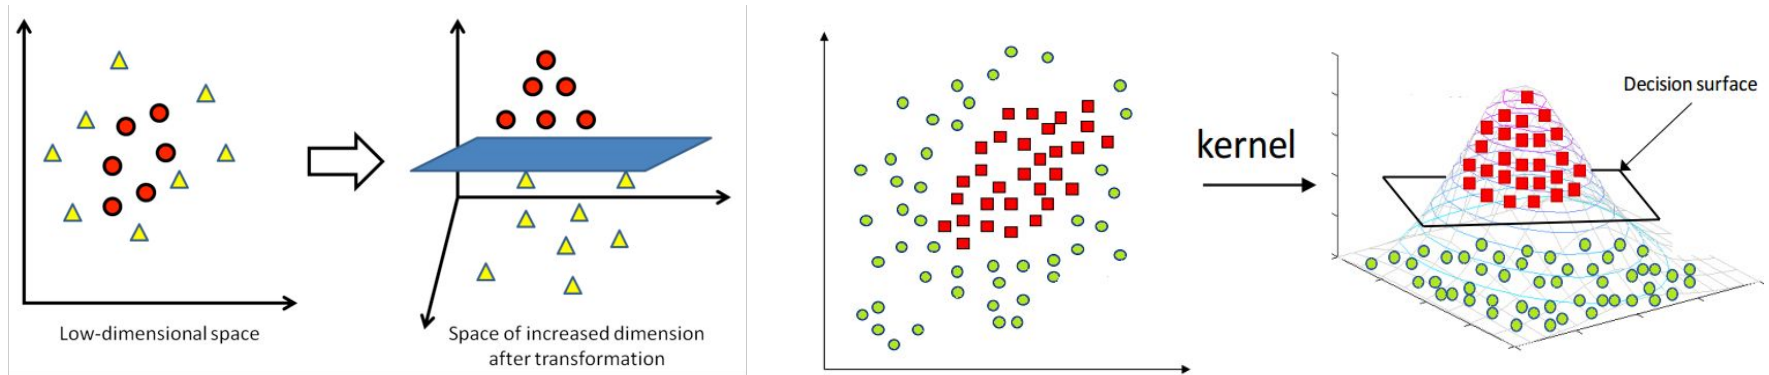 Low-dimensional space
Space of increased dimension
after transformation
kernel
Decision surface